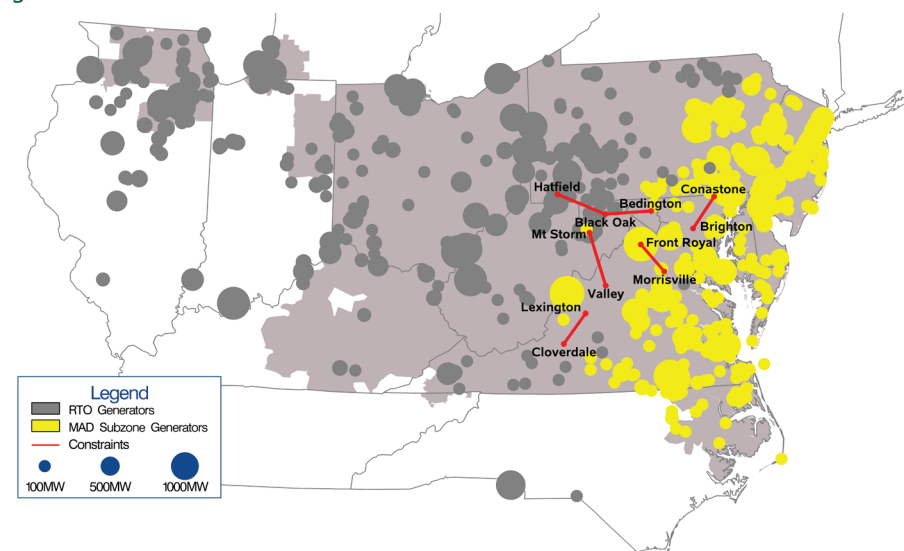 Hatfield
Conastone
Bedington
Black Oak
Brighton
Mt Storm
Front Royal
Morrisville
Valley
Lexington
Cloverdale
Legend
RTO Generators
MAD Subzone Generators
Constraints
100MW 500MW 1000MW